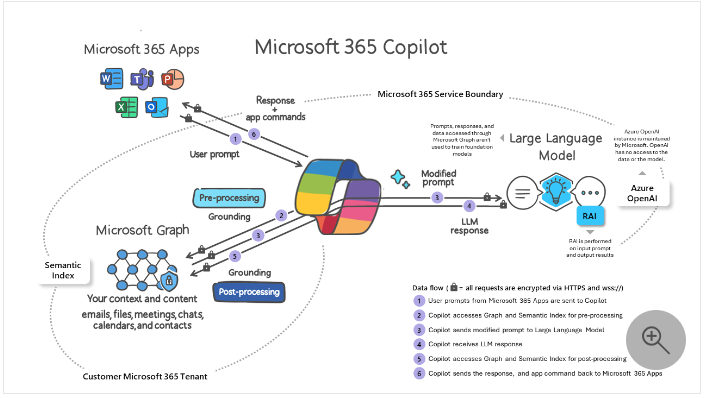 Microsoft 365 Apps
Microsoft 365 Copilot
Microsoft 365 Service Boundary
Response
+
app commands
6
1
User prompt
Prompts, responses, and
data accessed through
Microsoft Graph aren't
used to train foundation
models
Large Language
Model
Azure OpenAI
instance is maintained
by Microsoft. OpenAI
has no access to the
data or the model.
Azure
OpenAI
Modified
prompt
3
4
LLM
response
RAI
RAI is performed
on input prompt
and output results
Pre-processing
Grounding
2
3
5
Microsoft Graph
Semantic
Index
Grounding
Post-processing
Your context and content
emails, files, meetings, chats,
calendars, and contacts
Customer Microsoft 365 Tenant
Data flow ( = all requests are encrypted via HTTPS and wss://)
1 User prompts from Microsoft 365 Apps are sent to Copilot
2 Copilot accesses Graph and Semantic Index for pre-processing
3 Copilot sends modified prompt to Large Language Model
4 Copilot receives LLM response
5 Copilot accesses Graph and Semantic Index for post-processing
6 Copilot sends the response, and app command back to Microsoft 365 Apps